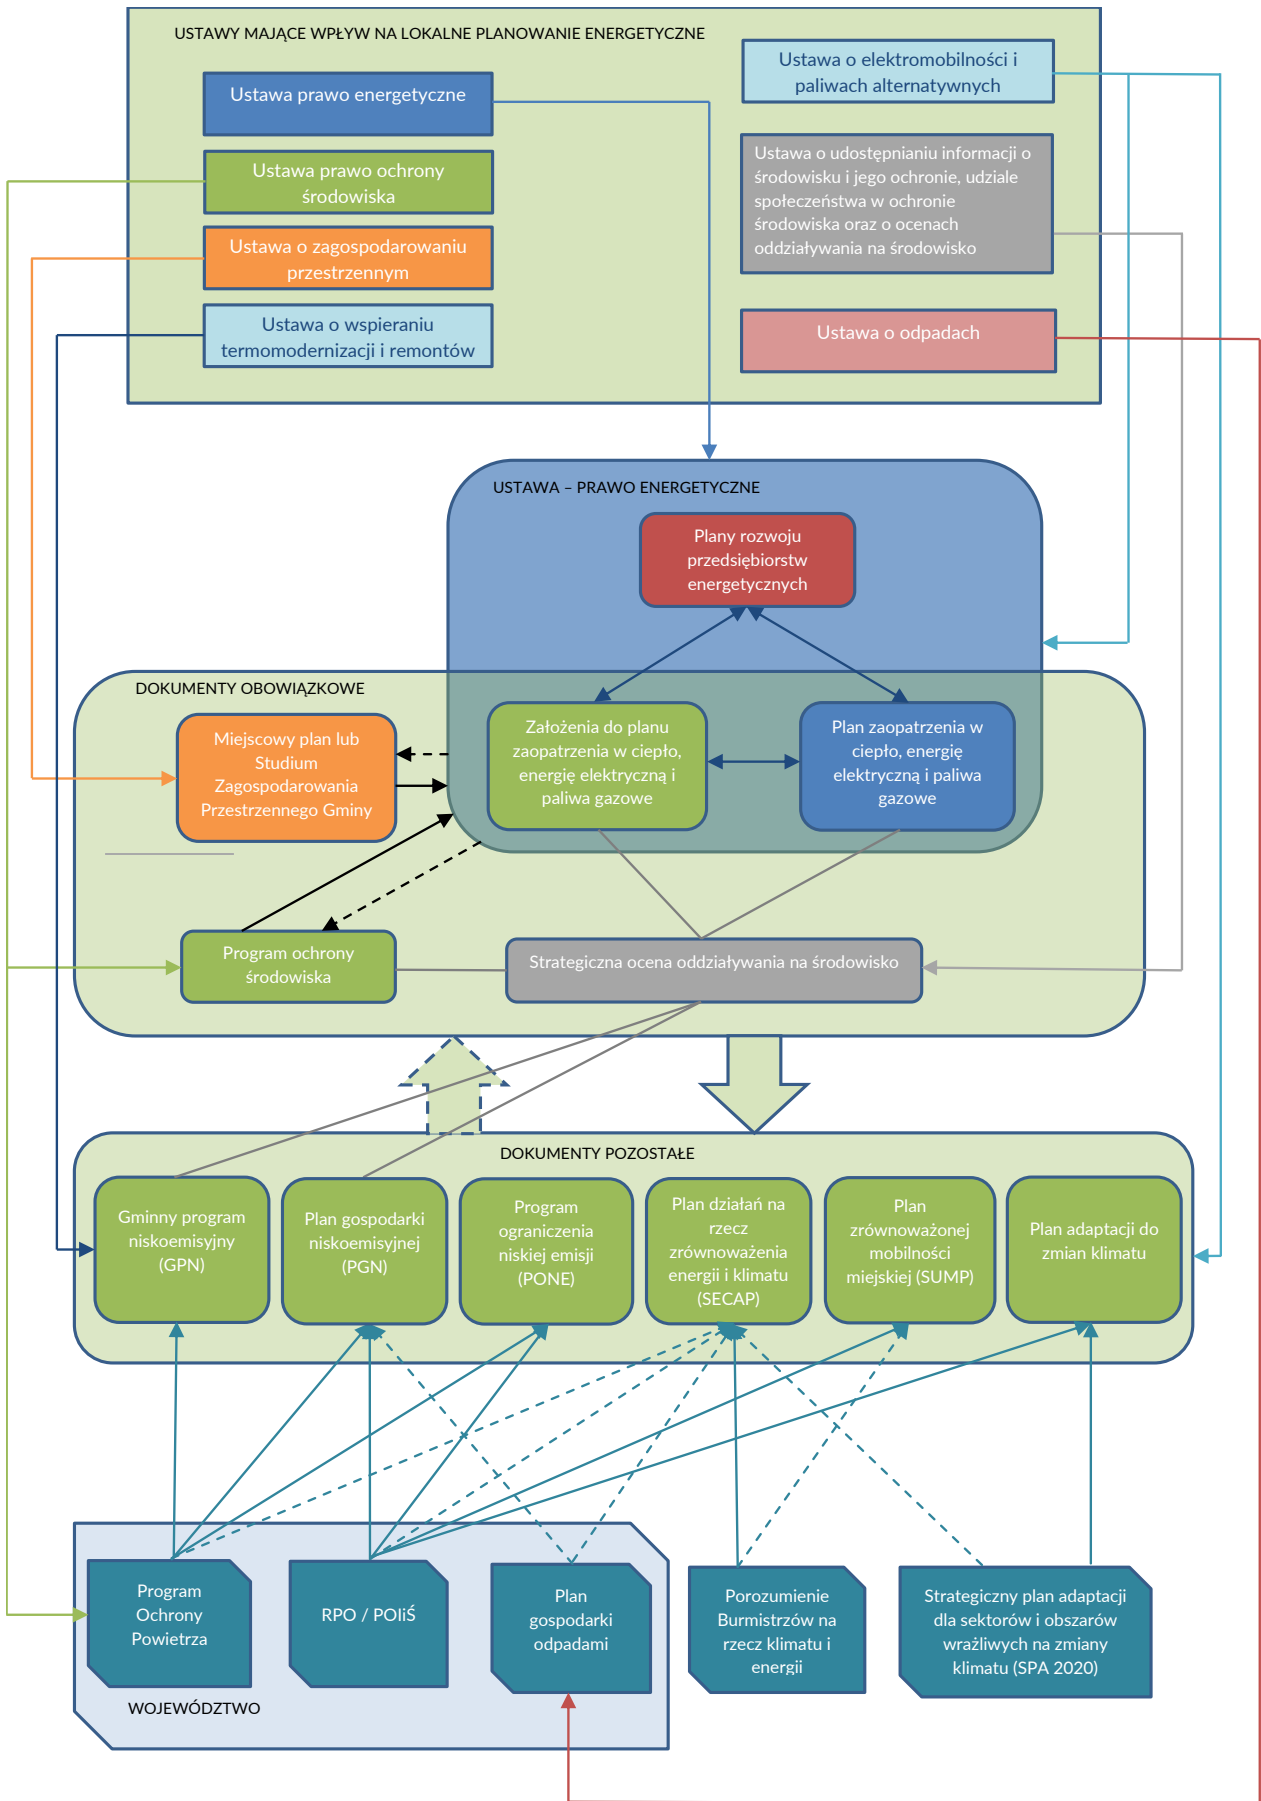 USTAWY MAJĄCE WPŁYW NA LOKALNE PLANOWANIE ENERGETYCZNE
Ustawa prawo energetyczne
Ustawa prawo ochrony
środowiska
Ustawa o zagospodarowaniu
przestrzennym
Ustawa o wspieraniu
termomodernizacji i remontów
Ustawa o elektromobilności i
paliwach alternatywnych
Ustawa o udostępnianiu informacji o
środowisku i jego ochronie, udziale
społeczeństwa w ochronie
środowiska oraz o ocenach
oddziaływania na środowisko
Ustawa o odpadach
USTAWA – PRAWO ENERGETYCZNE
Plany rozwoju
przedsiębiorstw
energetycznych
DOKUMENTY OBOWIĄZKOWE
Miejscowy plan lub
Studium
Zagospodarowania
Przestrzennego Gminy
Założenia do planu
zaopatrzenia w ciepło,
energię elektryczną i
paliwa gazowe
Plan zaopatrzenia w
ciepło, energię
elektryczną i paliwa
gazowe
Program ochrony
środowiska
Strategiczna ocena oddziaływania na środowisko
DOKUMENTY POZOSTAŁE
Gminny program
niskoemisyjny
(GPN)
Plan gospodarki
niskoemisyjnej
(PGN)
Program
ograniczenia
niskiej emisji
(PONE)
Plan działań na
rzecz
zrównoważenia
energii i klimatu
(SECAP)
Plan
zrównoważonej
mobilności
miejskiej (SUMP)
Plan adaptacji do
zmian klimatu
Program
Ochrony
Powietrza
RPO / POIiŚ
Plan
gospodarki
odpadami
Porozumienie
Burmistrzów na
rzecz klimatu i
energii
Strategiczny plan adaptacji
dla sektorów i obszarów
wrażliwych na zmiany
klimatu (SPA 2020)
WOJEWÓDZTWO